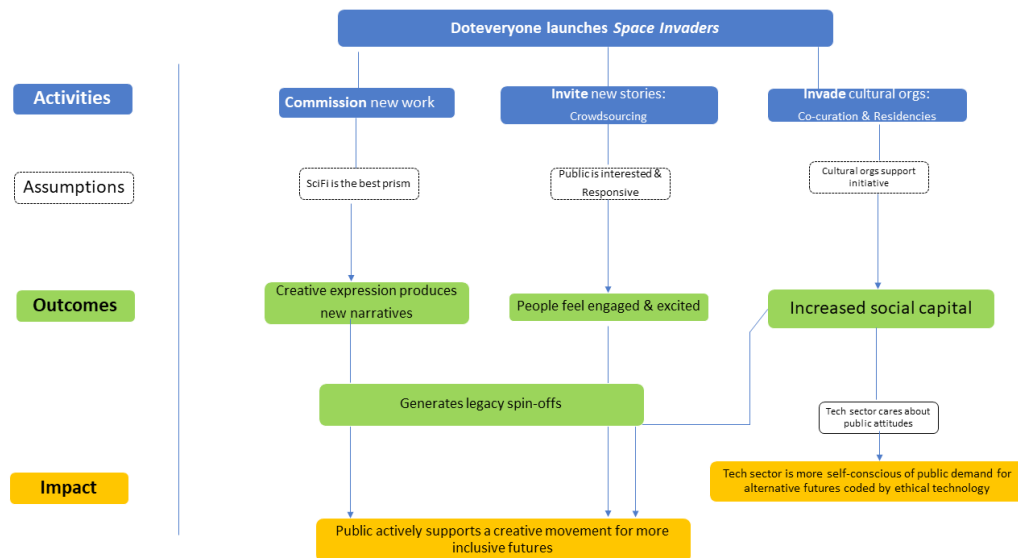 Doteveryone launches Space Invaders
Activities
Commission new work
Invite new stories:
Crowdsourcing
Invade cultural orgs:
Co-curation & Residencies
Assumptions
SciFi is the best prism
Public is interested &
Responsive
Cultural orgs support
initiative
Outcomes
Creative expression produces
new narratives
People feel engaged & excited
Increased social capital
Generates legacy spin-offs
Tech sector cares about
public attitudes
Impact
Tech sector is more self-conscious of public demand for
alternative futures coded by ethical technology
Public actively supports a creative movement for more
inclusive futures